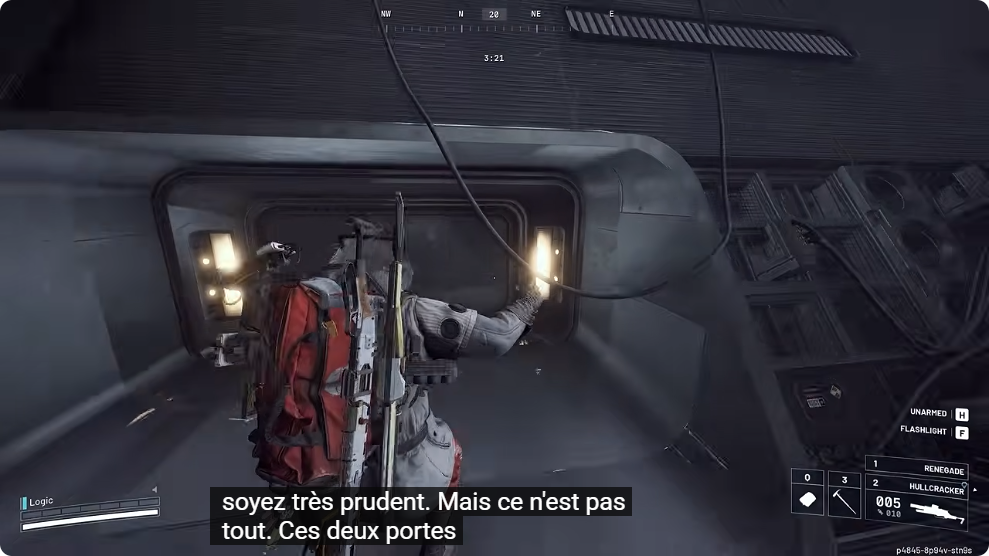 NW N 20 NE E
3:21
UNARMED H
FLASHLIGHT F
1 RENEGADE
0 3 2 HULLCRACKER
005
010
Logic
soyez très prudent. Mais ce n'est pas
tout. Ces deux portes
p4845-8p94v-stn9s